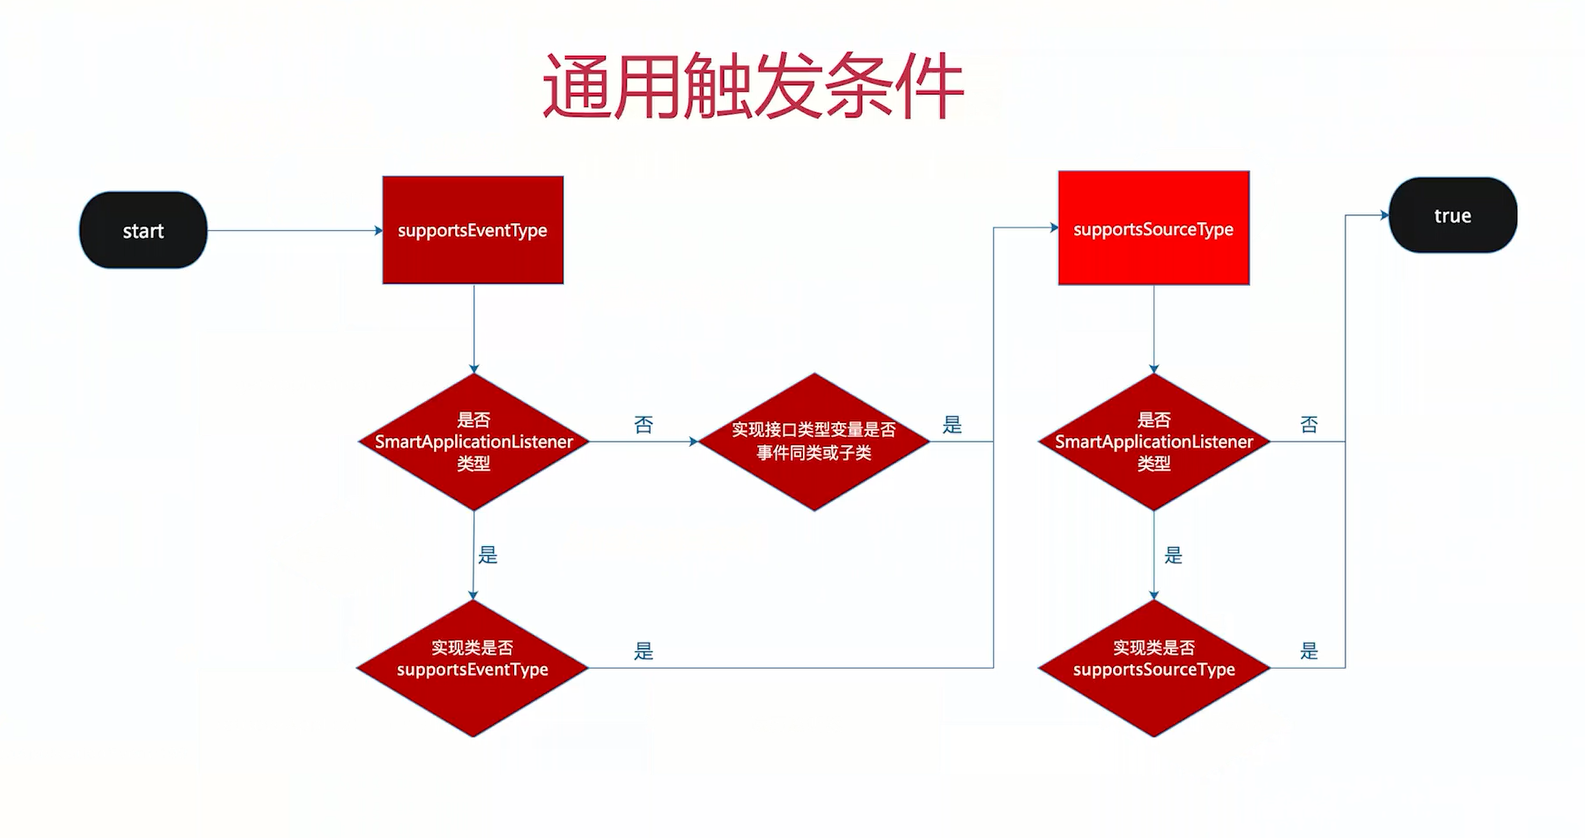 通用触发条件
start
supportsEventType
supportsSourceType
true
是否
SmartApplicationListener
类型
否
实现接口类型变量是否
事件同类或子类
是
是否
SmartApplicationListener
类型
否
是
是
实现类是否
supportsEventType
是
实现类是否
supportsSourceType
是